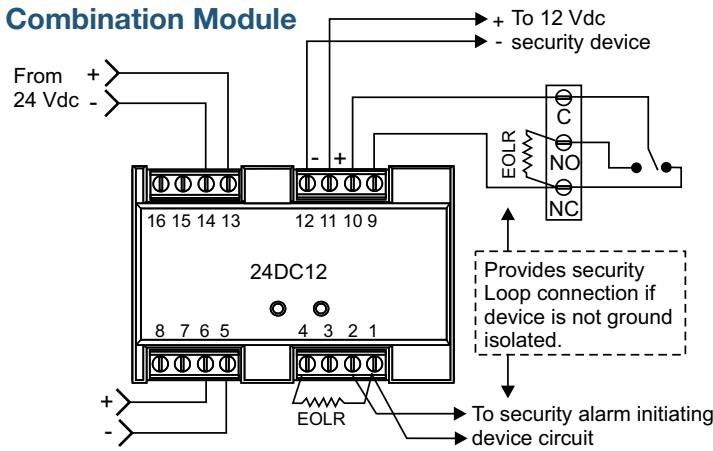 Combination Module
+ To 12 Vdc
- security device
From +
24 Vdc -
- +
C
EOLR
NO
NC
16 15 14 13
12 11 10 9
24DC12
8 7 6 5
4 3 2 1
Provides security
Loop connection if
device is not ground
isolated.
EOLR
+
-
To security alarm initiating
device circuit